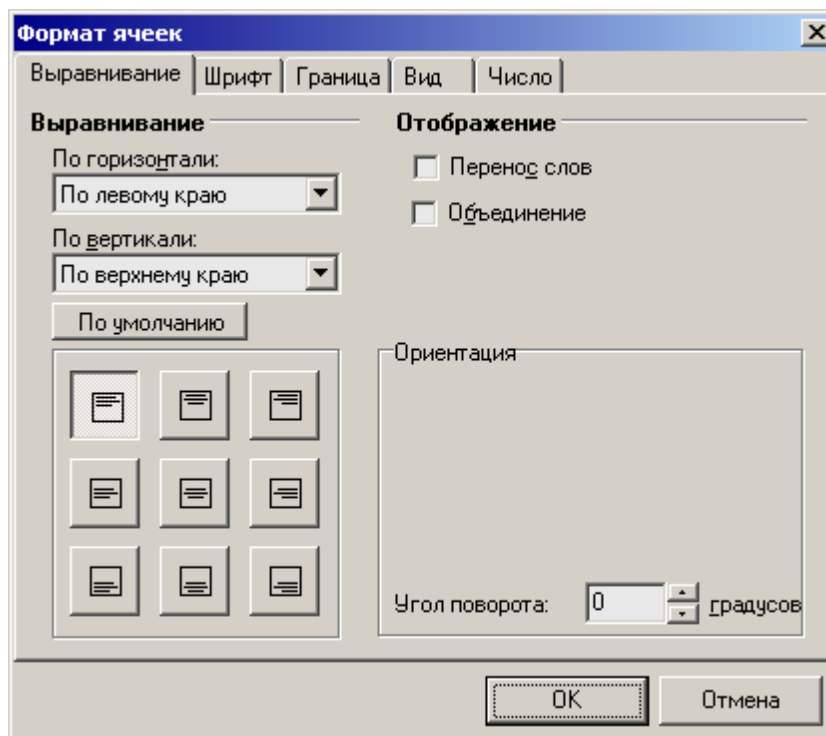 Формат ячеек
Выравнивание Шрифт Граница Вид Число
Выравнивание
По горизонтали:
По левому краю
По вертикали:
По верхнему краю
По умолчанию
Отображение
Перенос слов
Объединение
Ориентация
Угол поворота: 0 градусов
OK Отмена